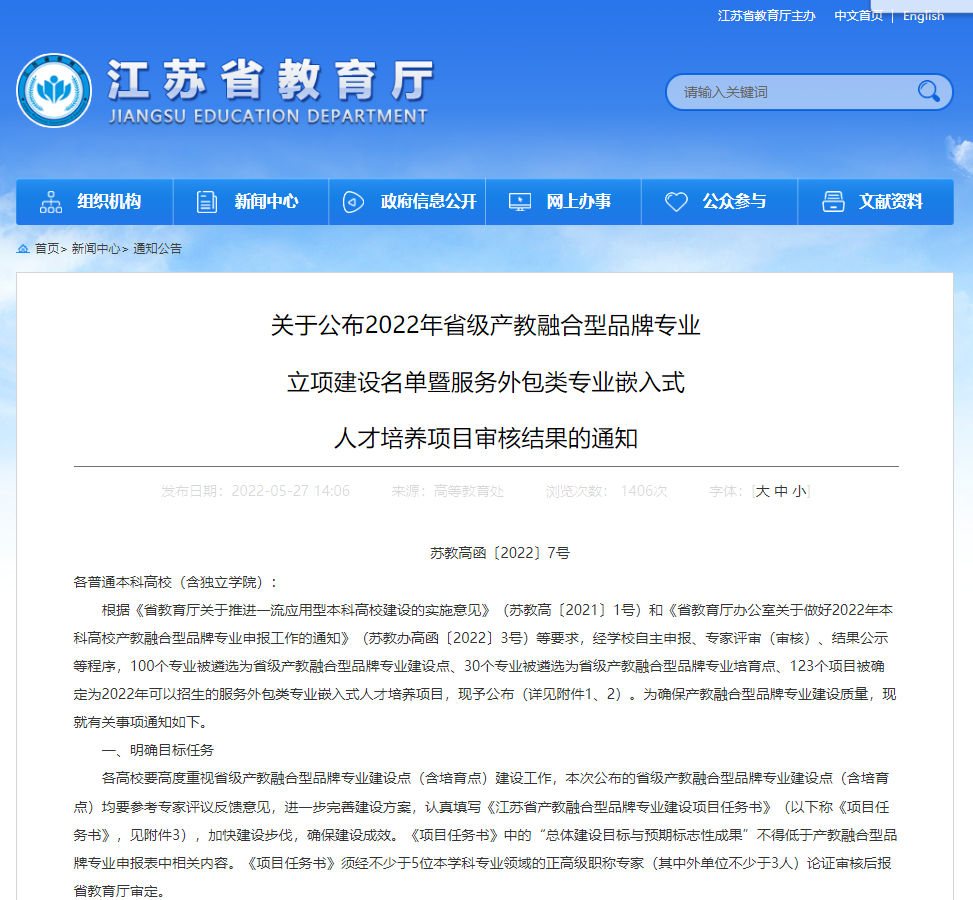 江苏省教育厅主办 中文首页 | English
江苏省教育厅
JIANGSU EDUCATION DEPARTMENT
请输入关键词
组织机构 新闻中心 政府信息公开 网上办事 公众参与 文献资料
首页> 新闻中心> 通知公告
关于公布2022年省级产教融合型品牌专业
立项建设名单暨服务外包类专业嵌入式
人才培养项目审核结果的通知
发布日期：2022-05-27 14:06 来源：高等教育处 浏览次数： 1406次 字体：[大 中 小]
苏教高函〔2022〕7号
各普通本科高校（含独立学院）：
根据《省教育厅关于推进一流应用型本科高校建设的实施意见》（苏教高〔2021〕1号）和《省教育厅办公室关于做好2022年本
科高校产教融合型品牌专业申报工作的通知》（苏教办高函〔2022〕3号）等要求，经学校自主申报、专家评审（审核）、结果公示
等程序，100个专业被遴选为省级产教融合型品牌专业建设点、30个专业被遴选为省级产教融合型品牌专业培育点、123个项目被确
定为2022年可以招生的服务外包类专业嵌入式人才培养项目，现予公布（详见附件1、2）。为确保产教融合型品牌专业建设质量，现
就有关事项通知如下。
一、明确目标任务
各高校要高度重视省级产教融合型品牌专业建设点（含培育点）建设工作，本次公布的省级产教融合型品牌专业建设点（含培育
点）均要参考专家评议反馈意见，进一步完善建设方案，认真填写《江苏省产教融合型品牌专业建设项目任务书》（以下称《项目任
务书》，见附件3），加快建设步伐，确保建设成效。《项目任务书》中的“总体建设目标与预期标志性成果”不得低于产教融合型品
牌专业申报表中相关内容。《项目任务书》须经不少于5位本学科专业领域的正高级职称专家（其中外单位不少于3人）论证审核后报
省教育厅审定。